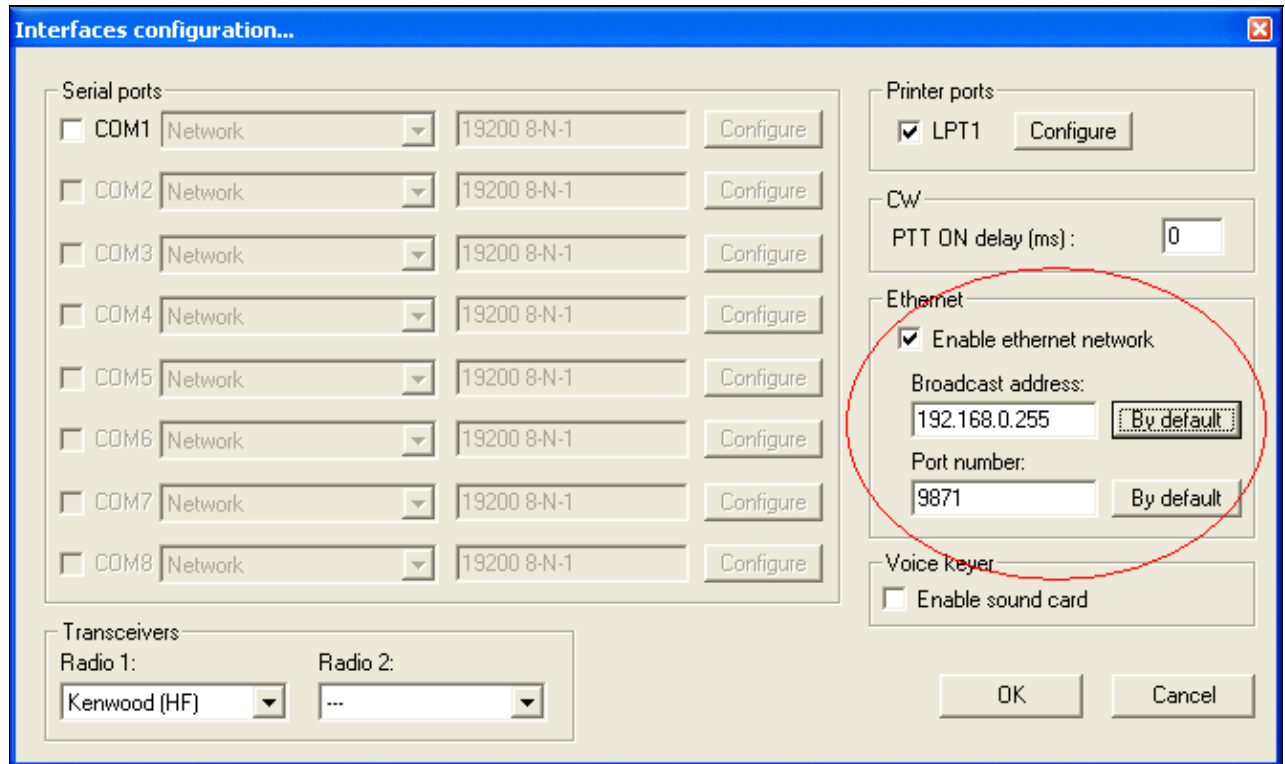 Interfaces configuration...
Serial ports
COM1 Network 19200 8-N-1 Configure
COM2 Network 19200 8-N-1 Configure
COM3 Network 19200 8-N-1 Configure
COM4 Network 19200 8-N-1 Configure
COM5 Network 19200 8-N-1 Configure
COM6 Network 19200 8-N-1 Configure
COM7 Network 19200 8-N-1 Configure
COM8 Network 19200 8-N-1 Configure
Transceivers
Radio 1: Radio 2:
Kenwood (HF) ---
Printer ports
LPT1 Configure
CW
PTT ON delay (ms) : 0
Ethernet
Enable ethernet network
Broadcast address:
192.168.0.255 By default
Port number:
9871 By default
Voice keyer
Enable sound card
OK Cancel